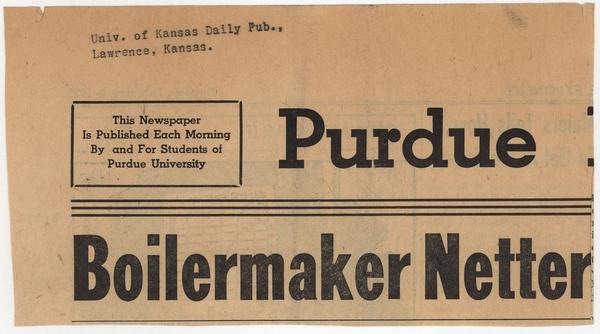 Univ. of Kansas Daily Pub.,
Lawrence, Kansas.
This Newspaper
Is Published Each Morning
By and For Students of
Purdue University
Purdue
Boilermaker Netter